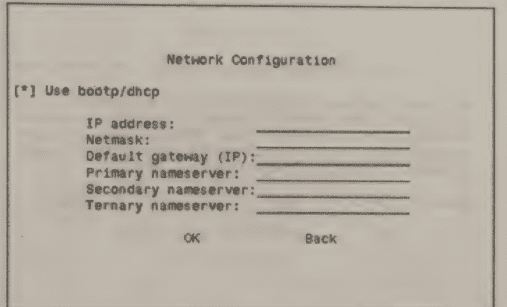 Network Configuration
[*] Use bootp/dhcp
IP address:
Netmask:
Default gateway (IP):
Primary nameserver:
Secondary nameserver:
Ternary nameserver:
OK Back